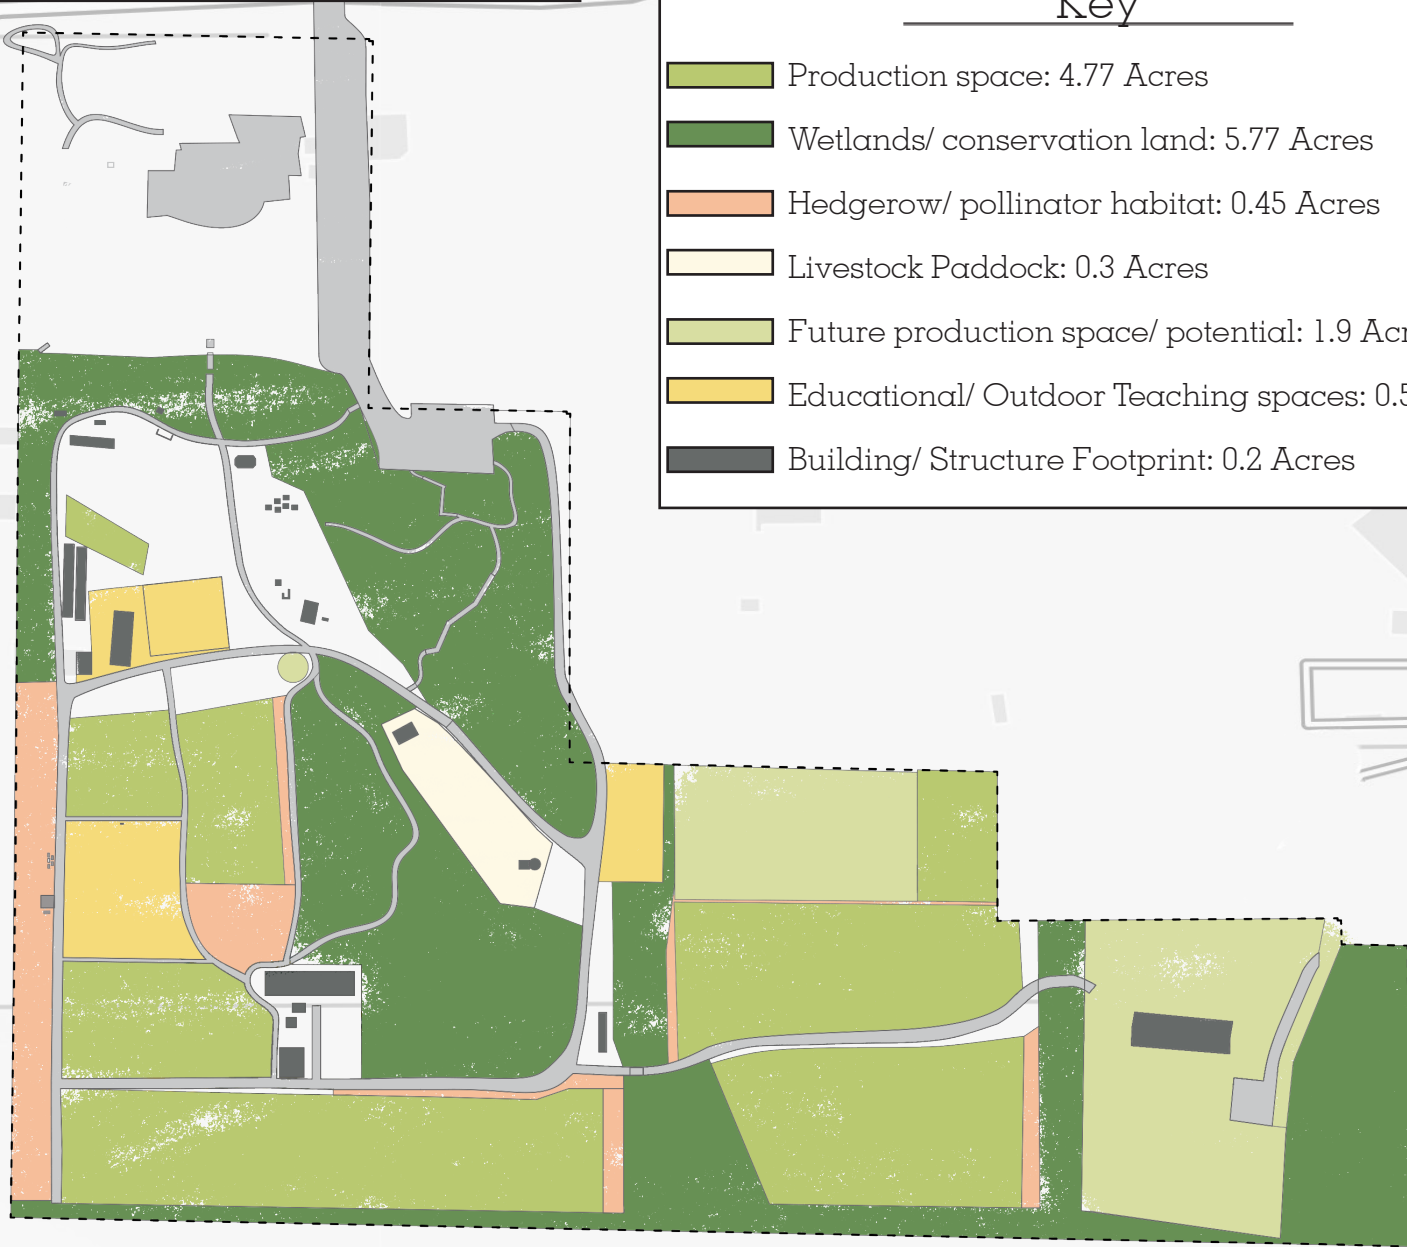 Key
Production space: 4.77 Acres
Wetlands/ conservation land: 5.77 Acres
Hedgerow/ pollinator habitat: 0.45 Acres
Livestock Paddock: 0.3 Acres
Future production space/ potential: 1.9 Acr
Educational/ Outdoor Teaching spaces: 0.5
Building/ Structure Footprint: 0.2 Acres